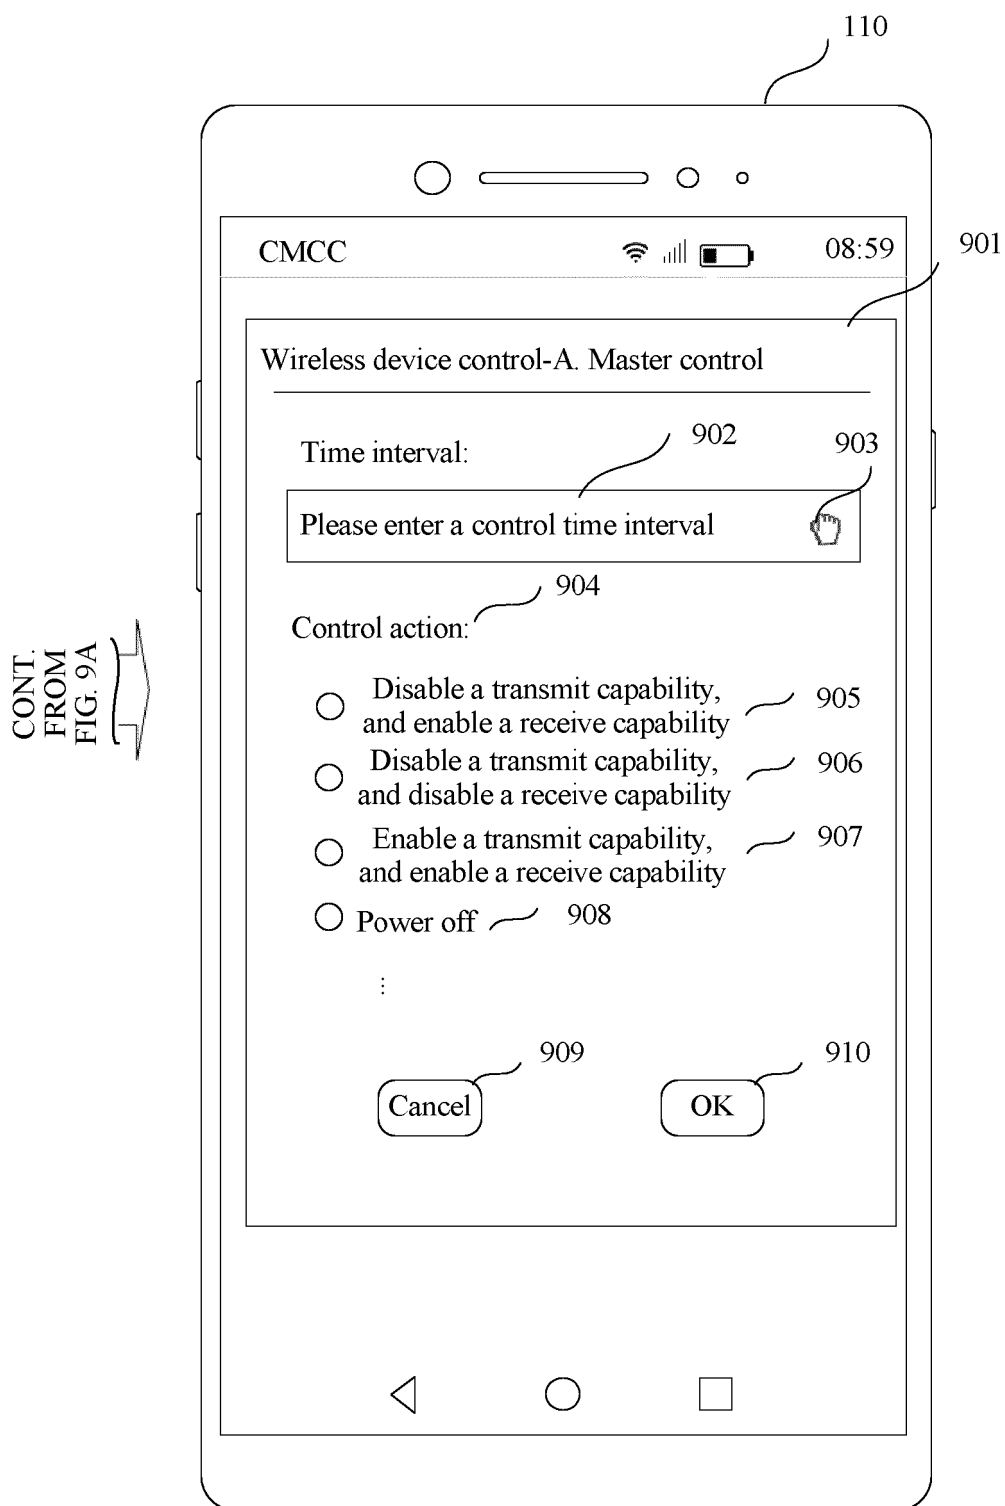 110
CMCC
08:59
901
Wireless device control-A. Master control
Time interval:
902
903
Please enter a control time interval
904
Control action:
CONT.
FROM
FIG. 9A
Disable a transmit capability,
and enable a receive capability
905
Disable a transmit capability,
and disable a receive capability
906
Enable a transmit capability,
and enable a receive capability
907
Power off
908
⋮
909
910
Cancel
OK